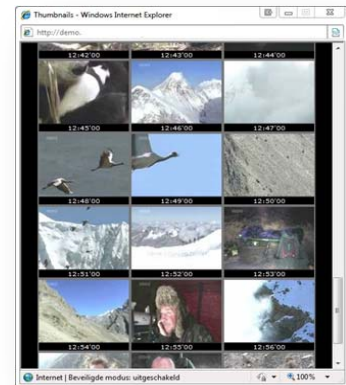 Thumbnails - Windows Internet Explorer
http://demo.
12:42'00 12:43'00 12:44'00
12:45'00 12:46'00 12:47'00
12:48'00 12:49'00 12:50'00
12:51'00 12:52'00 12:53'00
12:54'00 12:55'00 12:56'00
Internet | Beveiligde modus: uitgeschakeld 100%